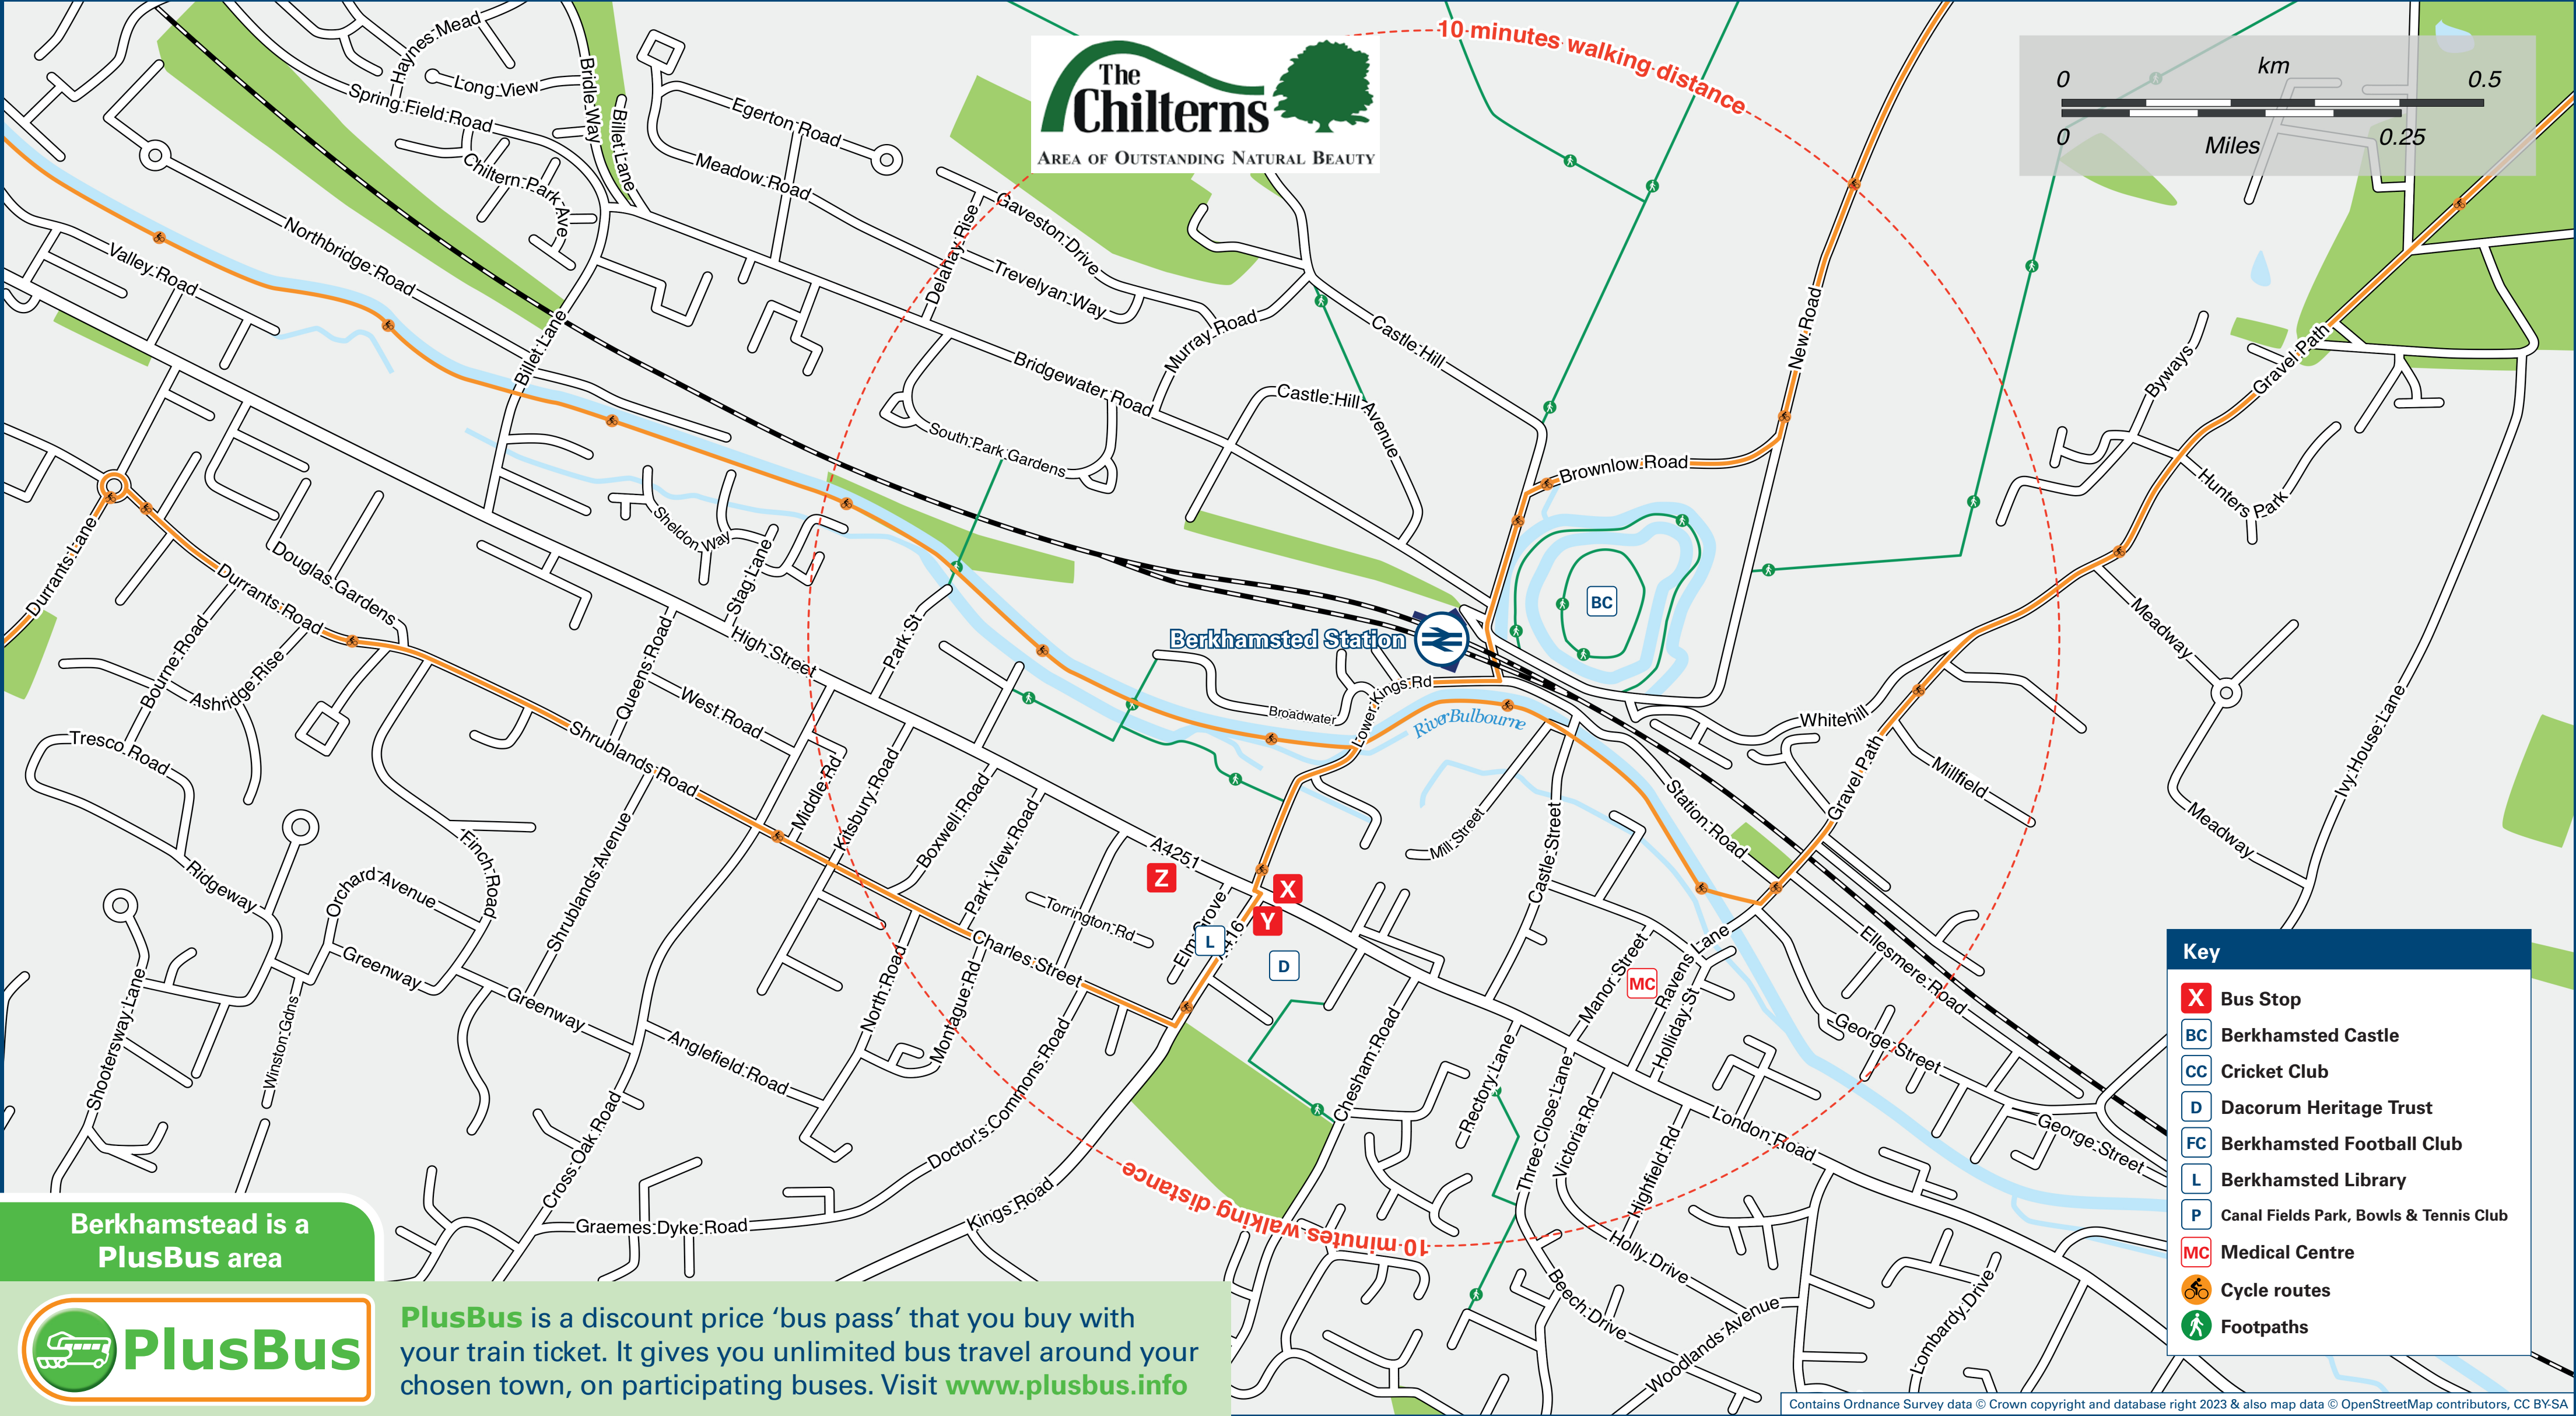 10 minutes walking distance
The
Chilterns
AREA OF OUTSTANDING NATURAL BEAUTY
km
0 0.5
0 0.25
Miles
Haynes Mead
Long View
Spring Field Road
Bridle Way
Billet Lane
Chiltern Park Ave
Egerton Road
Meadow Road
Gaveston Drive
Delahay Rise
Trevelyan Way
Northbridge Road
Valley Road
Billet Lane
Murray Road
Bridgewater Road
Castle Hill
Castle Hill Avenue
South Park Gardens
New Road
Brownlow Road
Byways
Gravel Path
Hunters Park
Sheldon Way
Stag Lane
Durrants Lane
Douglas Gardens
Durrants Road
Bourne Road
Ashridge Rise
Queens Road
High Street
Park St
West Road
BC
Berkhamsted Station
Lower Kings Rd
Broadwater
River Bulbourne
Meadway
Whitehill
Millfield
Gravel Path
Ivy House Lane
Meadway
Tresco Road
Shrublands Road
Middle Rd
Kitsbury Road
Boxwell Road
Park View Road
A4251
Mill Street
Castle Street
Station Road
Ridgeway
Orchard Avenue
Finch Road
Shrublands Avenue
Z
X
Y
L
D
Torrington Rd
Elm Grove
Charles Street
Greenway
Greenway
North Road
Montague Rd
Manor Street
MC
Ravens Lane
Holliday St
Ellesmere Road
George Street
George Street
Shootersway Lane
Winston Gdns
Anglefield Road
Cross Oak Road
Doctor's Commons Road
Chesham Road
Rectory Lane
Three Close Lane
Victoria Rd
Highfield Rd
London Road
Graemes Dyke Road
Kings Road
10 minutes walking distance
Holly Drive
Beech Drive
Woodlands Avenue
Lombardy Drive
Key
X Bus Stop
BC Berkhamsted Castle
CC Cricket Club
D Dacorum Heritage Trust
FC Berkhamsted Football Club
L Berkhamsted Library
P Canal Fields Park, Bowls & Tennis Club
MC Medical Centre
Cycle routes
Footpaths
Berkhamstead is a
PlusBus area
PlusBus
PlusBus is a discount price ‘bus pass’ that you buy with
your train ticket. It gives you unlimited bus travel around your
chosen town, on participating buses. Visit www.plusbus.info
Contains Ordnance Survey data © Crown copyright and database right 2023 & also map data © OpenStreetMap contributors, CC BY-SA